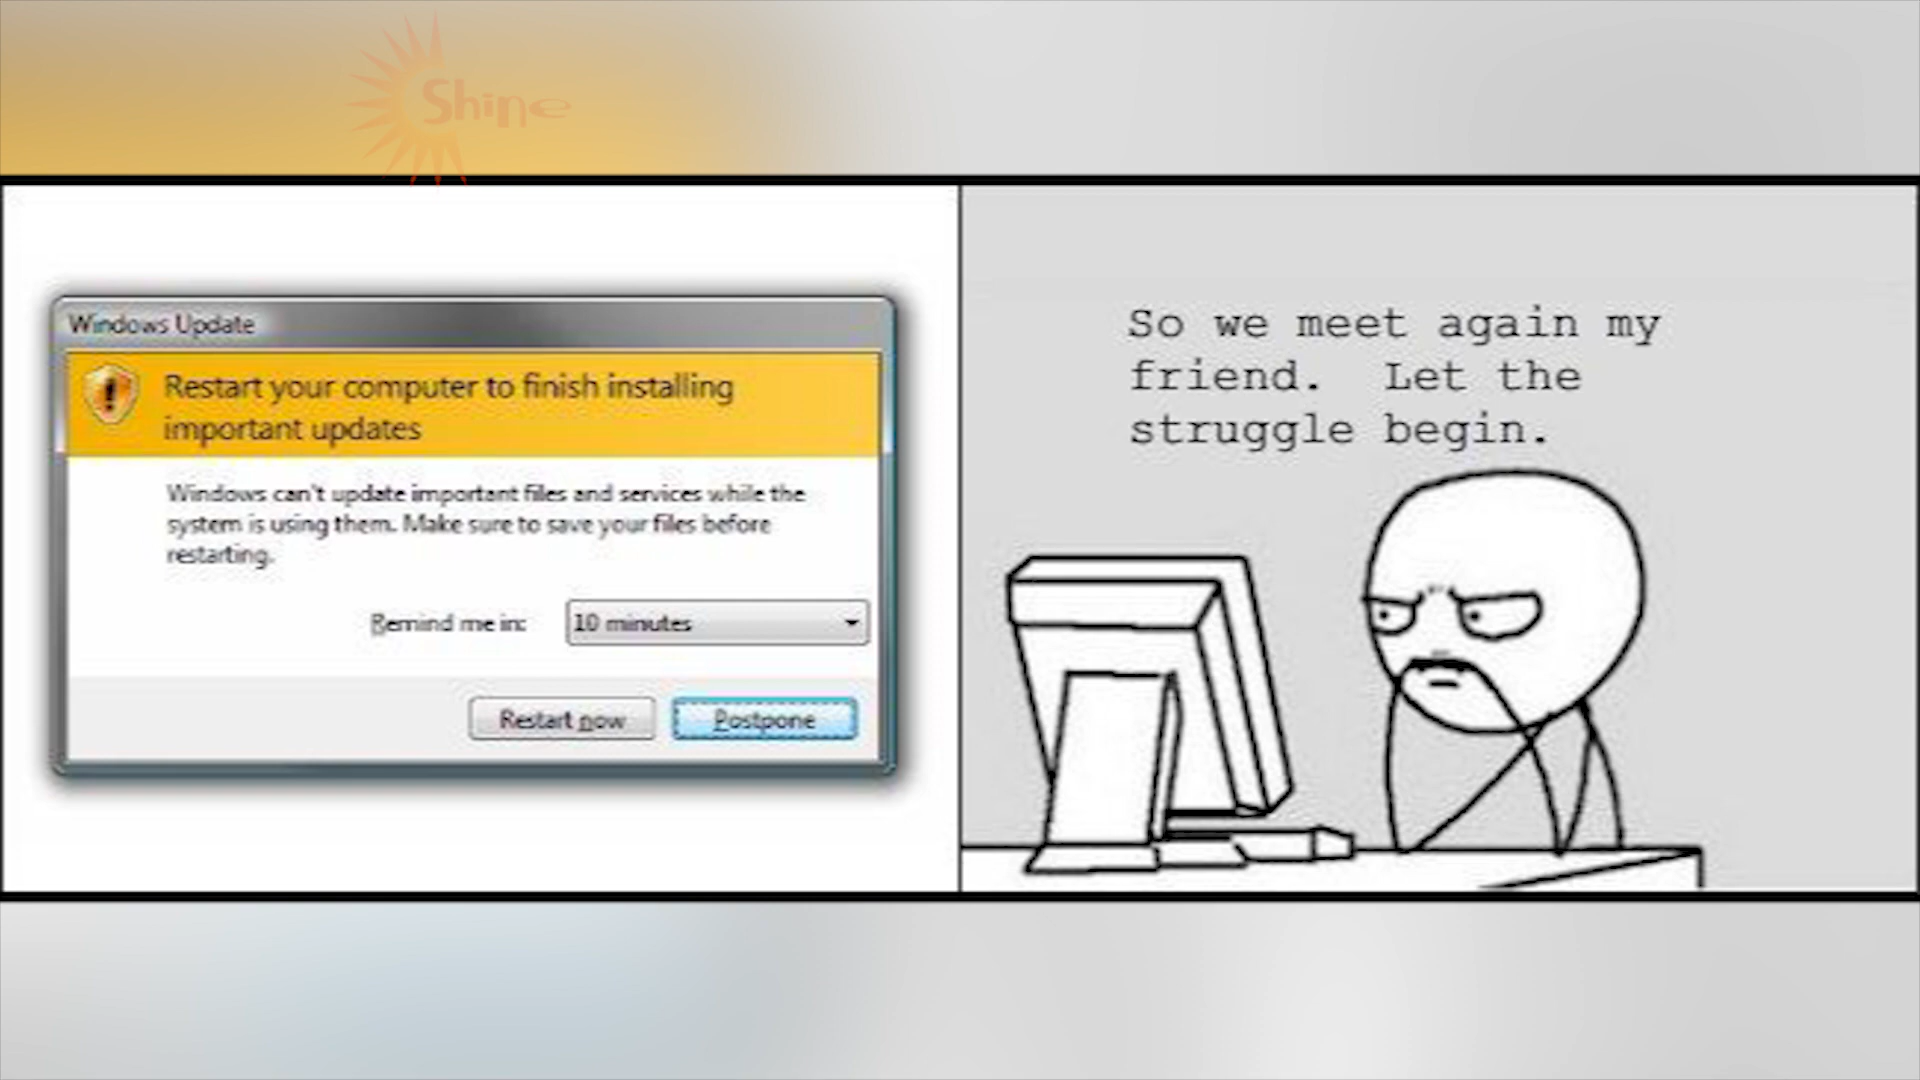 Shine
Windows Update
Restart your computer to finish installing
important updates
Windows can't update important files and services while the
system is using them. Make sure to save your files before
restarting.
Remind me in:
10 minutes
Restart now
Postpone
So we meet again my
friend. Let the
struggle begin.